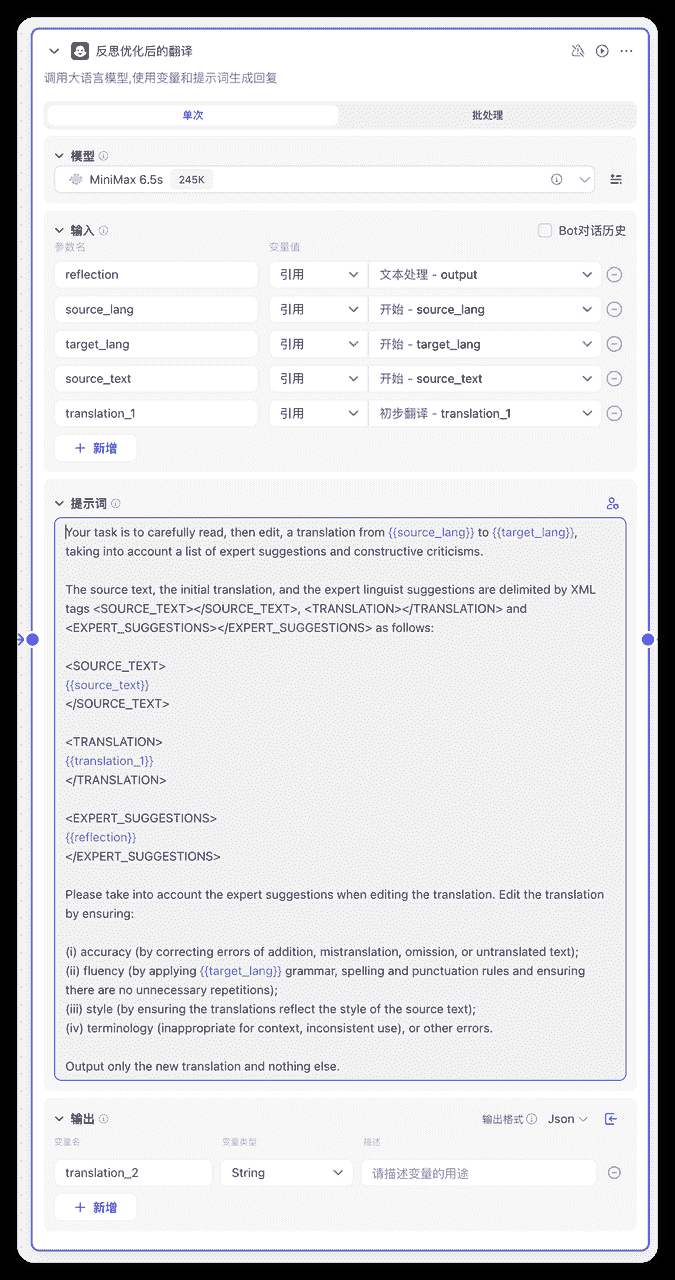 反思优化后的翻译
调用大语言模型,使用变量和提示词生成回复
单次 批处理
模型
MiniMax 6.5s 245K
输入 Bot对话历史
参数名 变量值
reflection 引用 文本处理 - output
source_lang 引用 开始 - source_lang
target_lang 引用 开始 - target_lang
source_text 引用 开始 - source_text
translation_1 引用 初步翻译 - translation_1
+ 新增
提示词
Your task is to carefully read, then edit, a translation from {{source_lang}} to {{target_lang}},
taking into account a list of expert suggestions and constructive criticisms.
The source text, the initial translation, and the expert linguist suggestions are delimited by XML
tags <SOURCE_TEXT></SOURCE_TEXT>, <TRANSLATION></TRANSLATION> and
<EXPERT_SUGGESTIONS></EXPERT_SUGGESTIONS> as follows:
<SOURCE_TEXT>
{{source_text}}
</SOURCE_TEXT>
<TRANSLATION>
{{translation_1}}
</TRANSLATION>
<EXPERT_SUGGESTIONS>
{{reflection}}
</EXPERT_SUGGESTIONS>
Please take into account the expert suggestions when editing the translation. Edit the translation
by ensuring:
(i) accuracy (by correcting errors of addition, mistranslation, omission, or untranslated text);
(ii) fluency (by applying {{target_lang}} grammar, spelling and punctuation rules and ensuring
there are no unnecessary repetitions);
(iii) style (by ensuring the translations reflect the style of the source text);
(iv) terminology (inappropriate for context, inconsistent use), or other errors.
Output only the new translation and nothing else.
输出 输出格式 Json
变量名 变量类型 描述
translation_2 String 请描述变量的用途
+ 新增